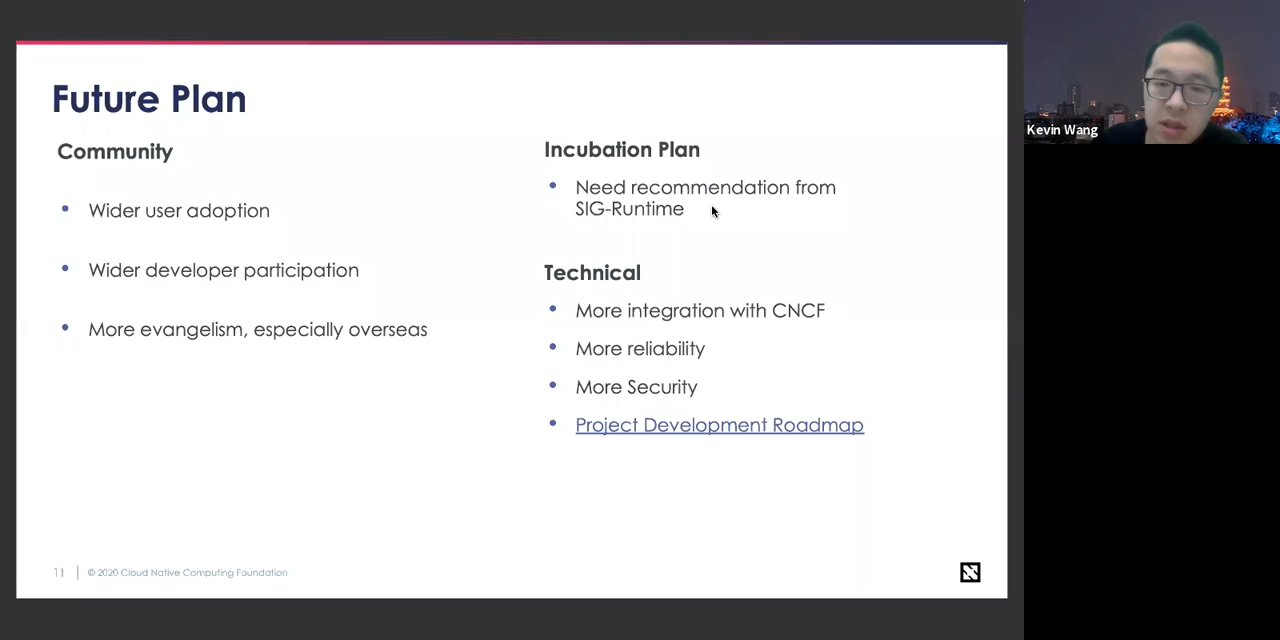 Future Plan
Community
Wider user adoption
Wider developer participation
More evangelism, especially overseas
Incubation Plan
Need recommendation from
SIG-Runtime
Technical
More integration with CNCF
More reliability
More Security
Project Development Roadmap
11
© 2020 Cloud Native Computing Foundation
Kevin Wang